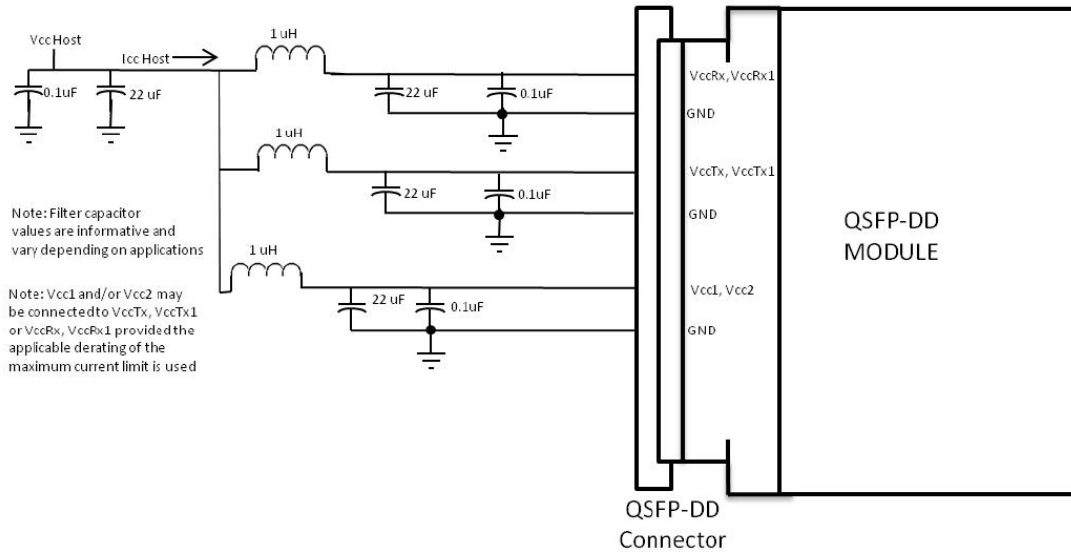 Vcc Host
Icc Host
1 uH
0.1uF
22 uF
22 uF
0.1uF
VccRx, VccRx1
GND
1 uH
22 uF
0.1uF
VccTx, VccTx1
GND
Note: Filter capacitor
values are informative and
vary depending on applications
1 uH
22 uF
0.1uF
Vcc1, Vcc2
GND
Note: Vcc1 and/or Vcc2 may
be connected to VccTx, VccTx1
or VccRx, VccRx1 provided the
applicable derating of the
maximum current limit is used
QSFP-DD
MODULE
QSFP-DD
Connector